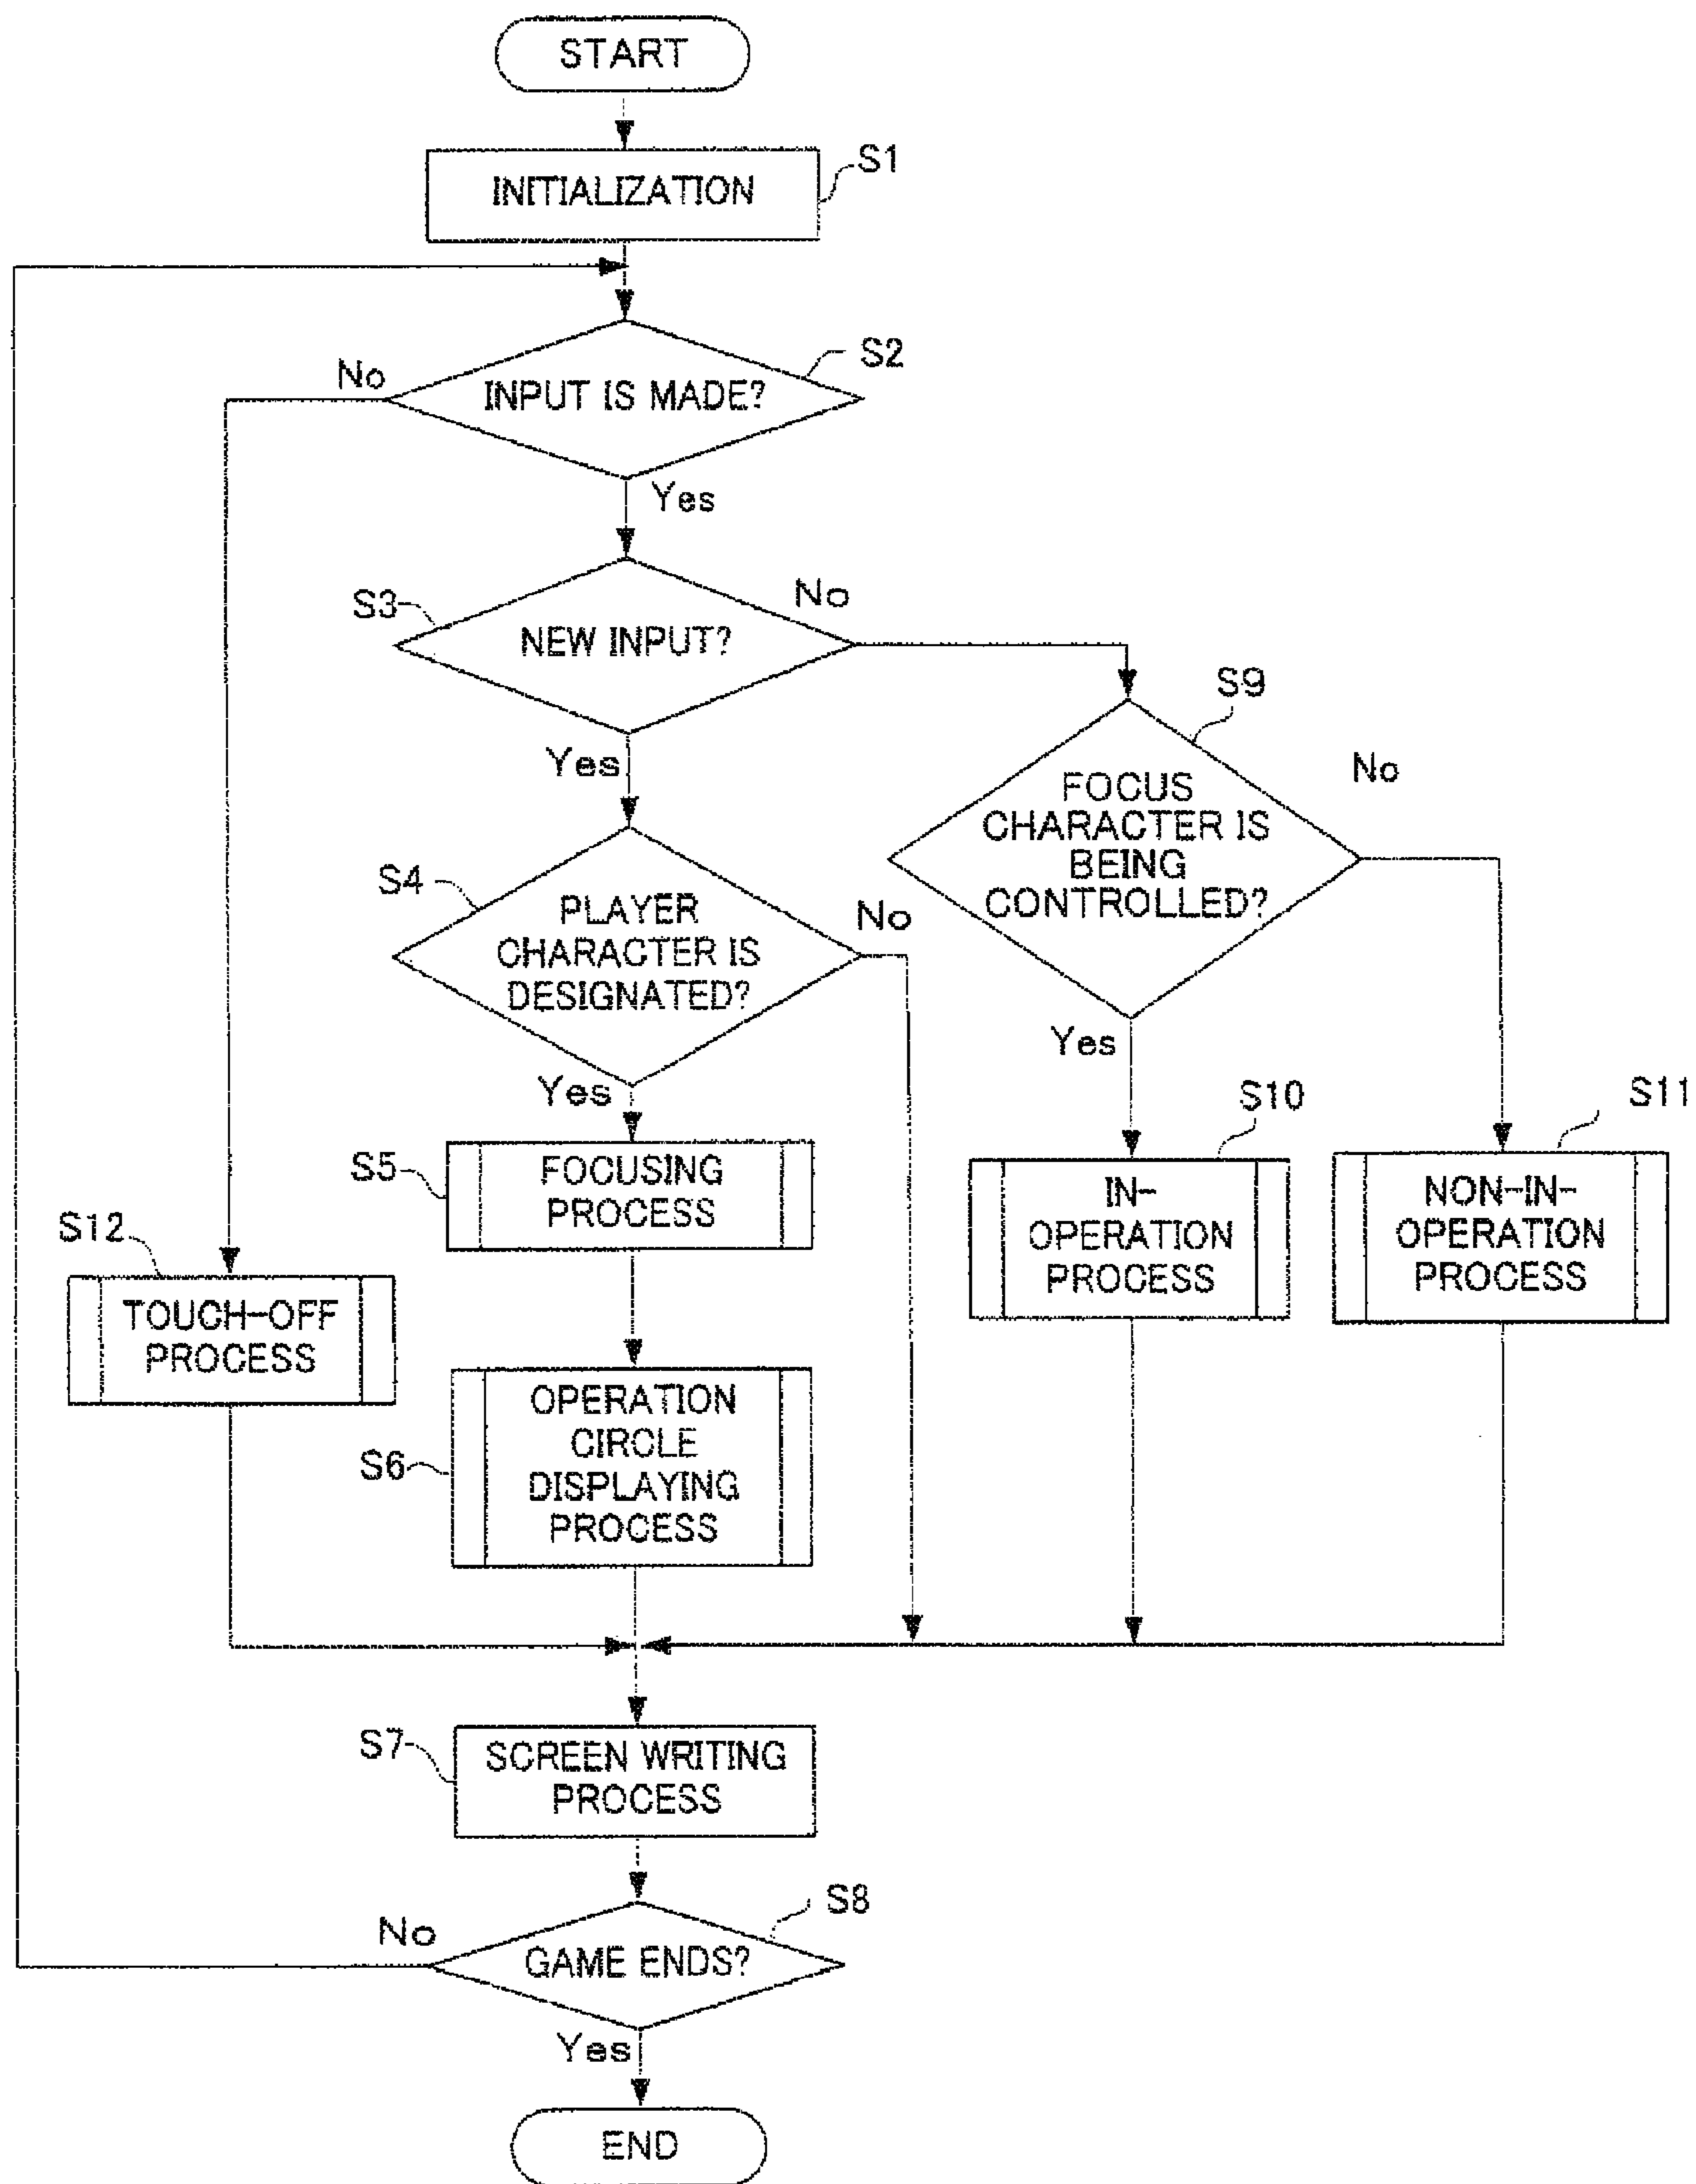 START
INITIALIZATION
S1
INPUT IS MADE?
S2
No
Yes
NEW INPUT?
S3
No
Yes
FOCUS
CHARACTER IS
BEING
CONTROLLED?
S9
No
Yes
PLAYER
CHARACTER IS
DESIGNATED?
S4
No
Yes
FOCUSING
PROCESS
S5
IN-
OPERATION
PROCESS
S10
NON-IN-
OPERATION
PROCESS
S11
TOUCH-OFF
PROCESS
S12
OPERATION
CIRCLE
DISPLAYING
PROCESS
S6
SCREEN WRITING
PROCESS
S7
GAME ENDS?
S8
No
Yes
END